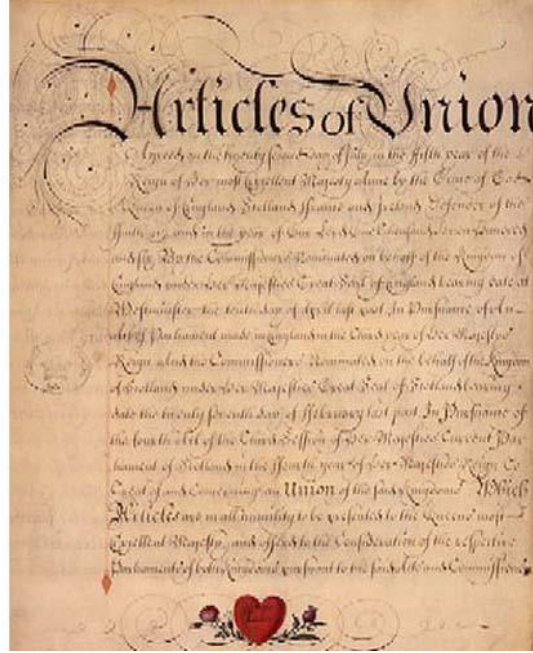 Articles of Union
Agreed on the twenty second day of July, in the fifth year of the
Reign of Her most Excellent Majesty Anne by the Grace of God
Queen of England Scotland France and Ireland Defender of the
Faith &c. and in the year of Our Lord One thousand seven hundred
and six. By the Commissioners Nominated on behalf of the Kingdom of
England under Her Majesties Great Seal of England bearing date at
Westminster the tenth day of April last past, In Pursuance of an
Act of Parliament made in England in the third year of Her Majesties
Reign and the Commissioners Nominated on the behalf of the Kingdom
of Scotland under Her Majesties Great Seal of Scotland bearing
date the twenty seventh day of February last past In Pursuance of
the fourth Act of the third Session of Her Majesties Current Par
liament of Scotland in the fourth year of Her Majesties Reign to
Treat of and Concerning an Union of the said Kingdoms Which
Articles are in all humility to be presented to the Queens most
Excellent Majesty, and offered to the Consideration of the respective
Parliaments of both Kingdoms pursuant to the said Acts and Commissions